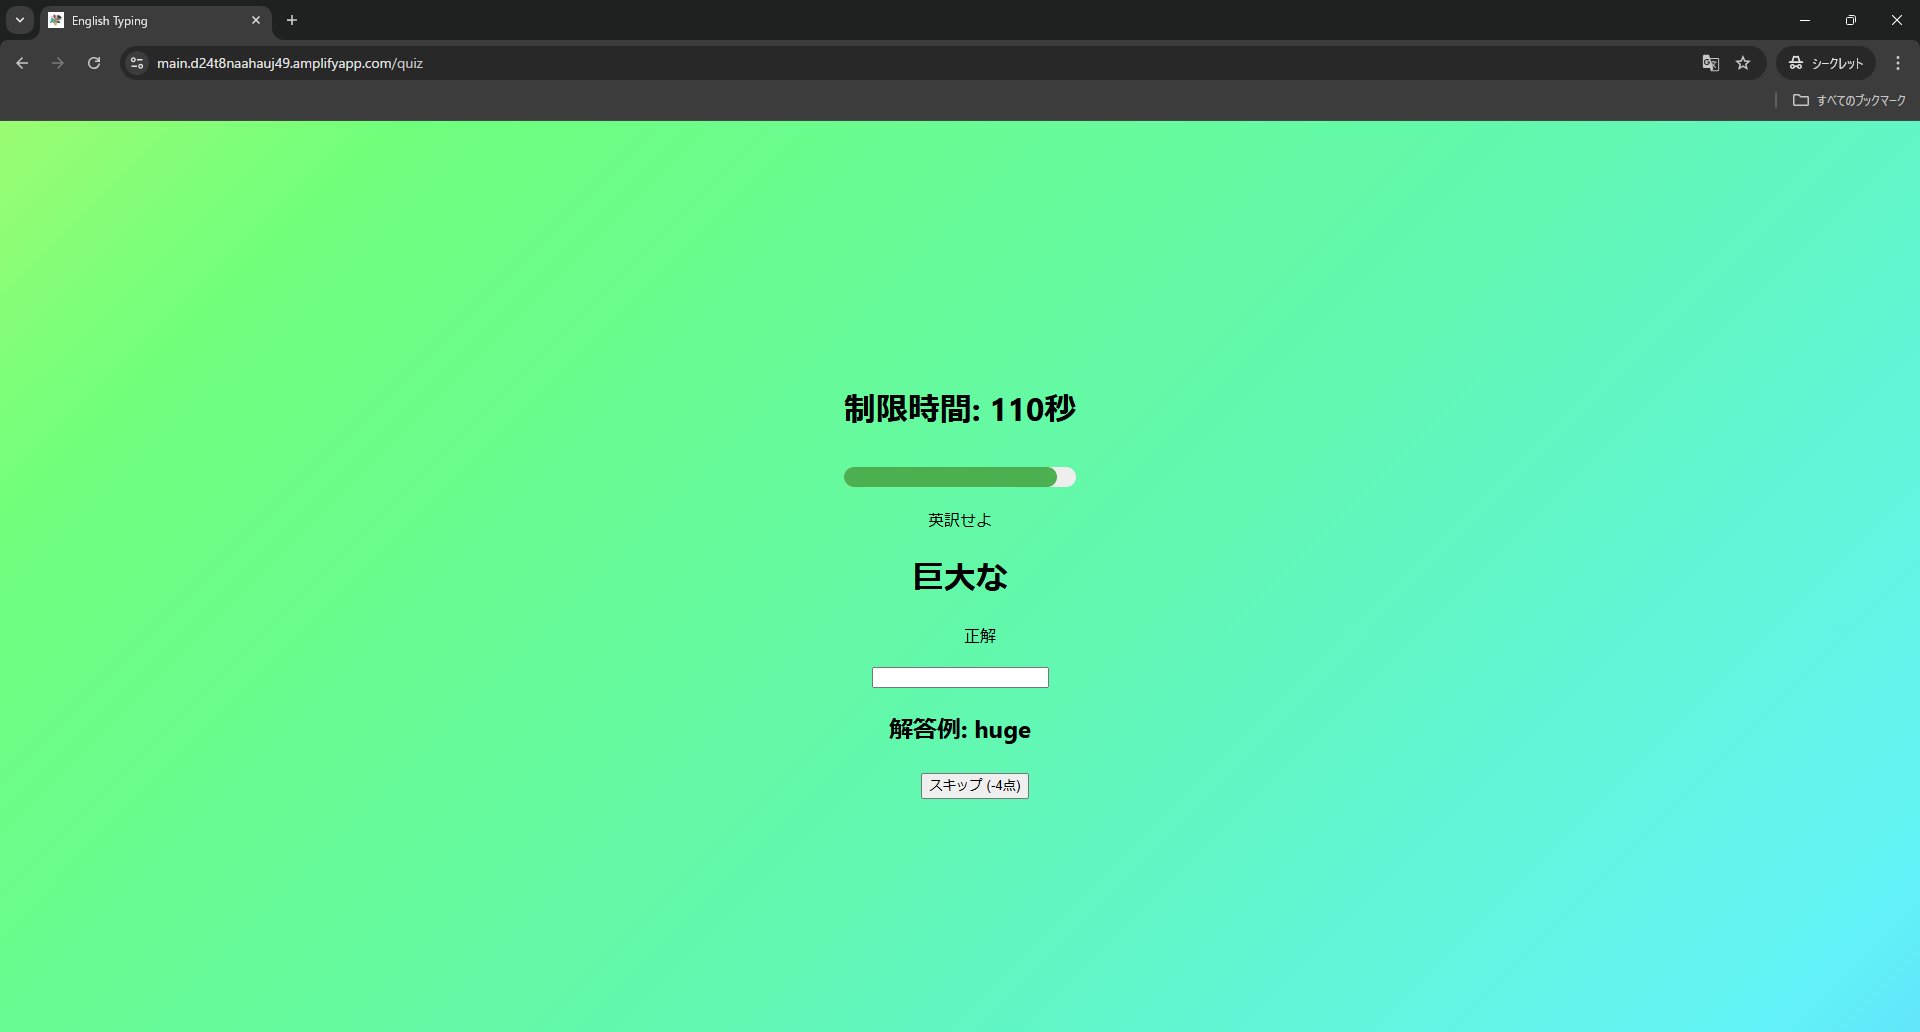 English Typing
main.d24t8naahauj49.amplifyapp.com/quiz
シークレット
すべてのブックマーク
制限時間: 110秒
英訳せよ
巨大な
正解
解答例: huge
スキップ (-4点)